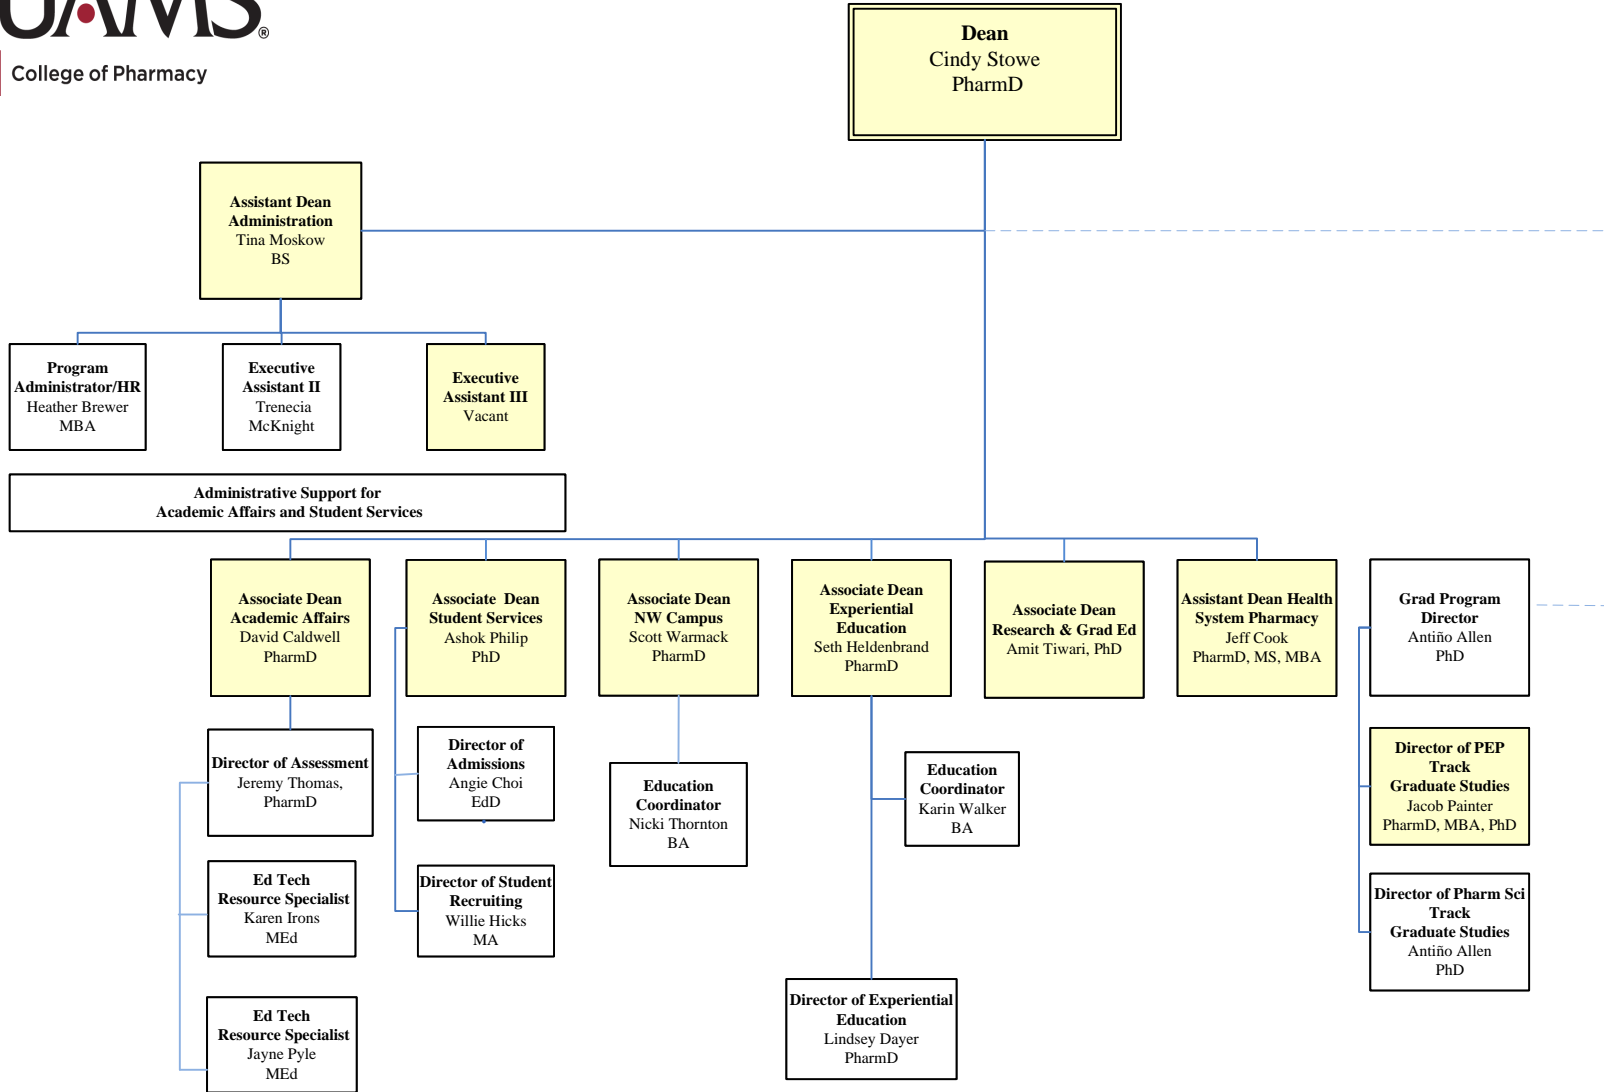 UAMS®
College of Pharmacy
Dean
Cindy Stowe
PharmD
Assistant Dean
Administration
Tina Moskow
BS
Program
Administrator/HR
Heather Brewer
MBA
Executive
Assistant II
Trenecia
McKnight
Executive
Assistant III
Vacant
Administrative Support for
Academic Affairs and Student Services
Associate Dean
Academic Affairs
David Caldwell
PharmD
Associate Dean
Student Services
Ashok Philip
PhD
Associate Dean
NW Campus
Scott Warmack
PharmD
Associate Dean
Experiential
Education
Seth Heldenbrand
PharmD
Associate Dean
Research & Grad Ed
Amit Tiwari, PhD
Assistant Dean Health
System Pharmacy
Jeff Cook
PharmD, MS, MBA
Grad Program
Director
Antiño Allen
PhD
Director of Assessment
Jeremy Thomas,
PharmD
Director of
Admissions
Angie Choi
EdD
Education
Coordinator
Nicki Thornton
BA
Education
Coordinator
Karin Walker
BA
Director of PEP
Track
Graduate Studies
Jacob Painter
PharmD, MBA, PhD
Ed Tech
Resource Specialist
Karen Irons
MEd
Director of Student
Recruiting
Willie Hicks
MA
Director of Pharm Sci
Track
Graduate Studies
Antiño Allen
PhD
Ed Tech
Resource Specialist
Jayne Pyle
MEd
Director of Experiential
Education
Lindsey Dayer
PharmD